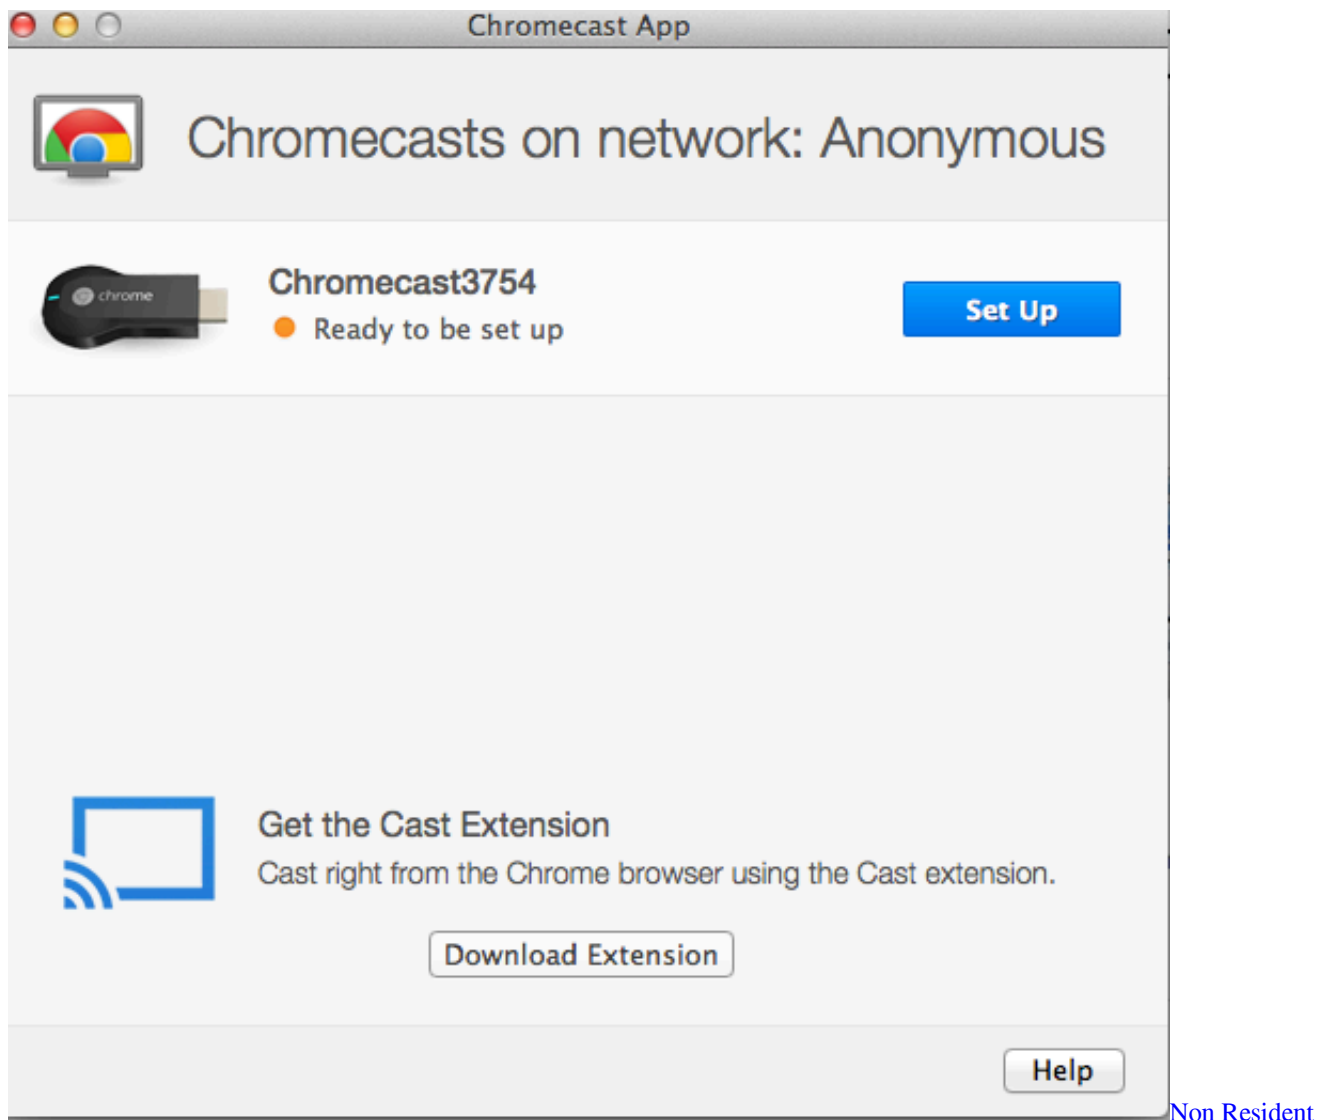 Chromecast App
Chromecasts on network: Anonymous
chrome
Chromecast3754
Ready to be set up
Set Up
Get the Cast Extension
Cast right from the Chrome browser using the Cast extension.
Download Extension
Help
Non Resident